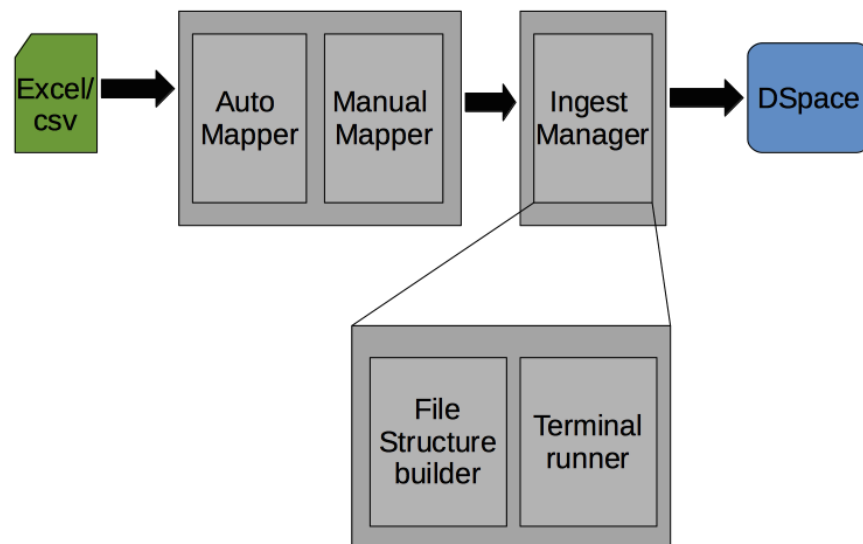 Excel/
csv
Auto
Mapper
Manual
Mapper
Ingest
Manager
DSpace
File
Structure
builder
Terminal
runner